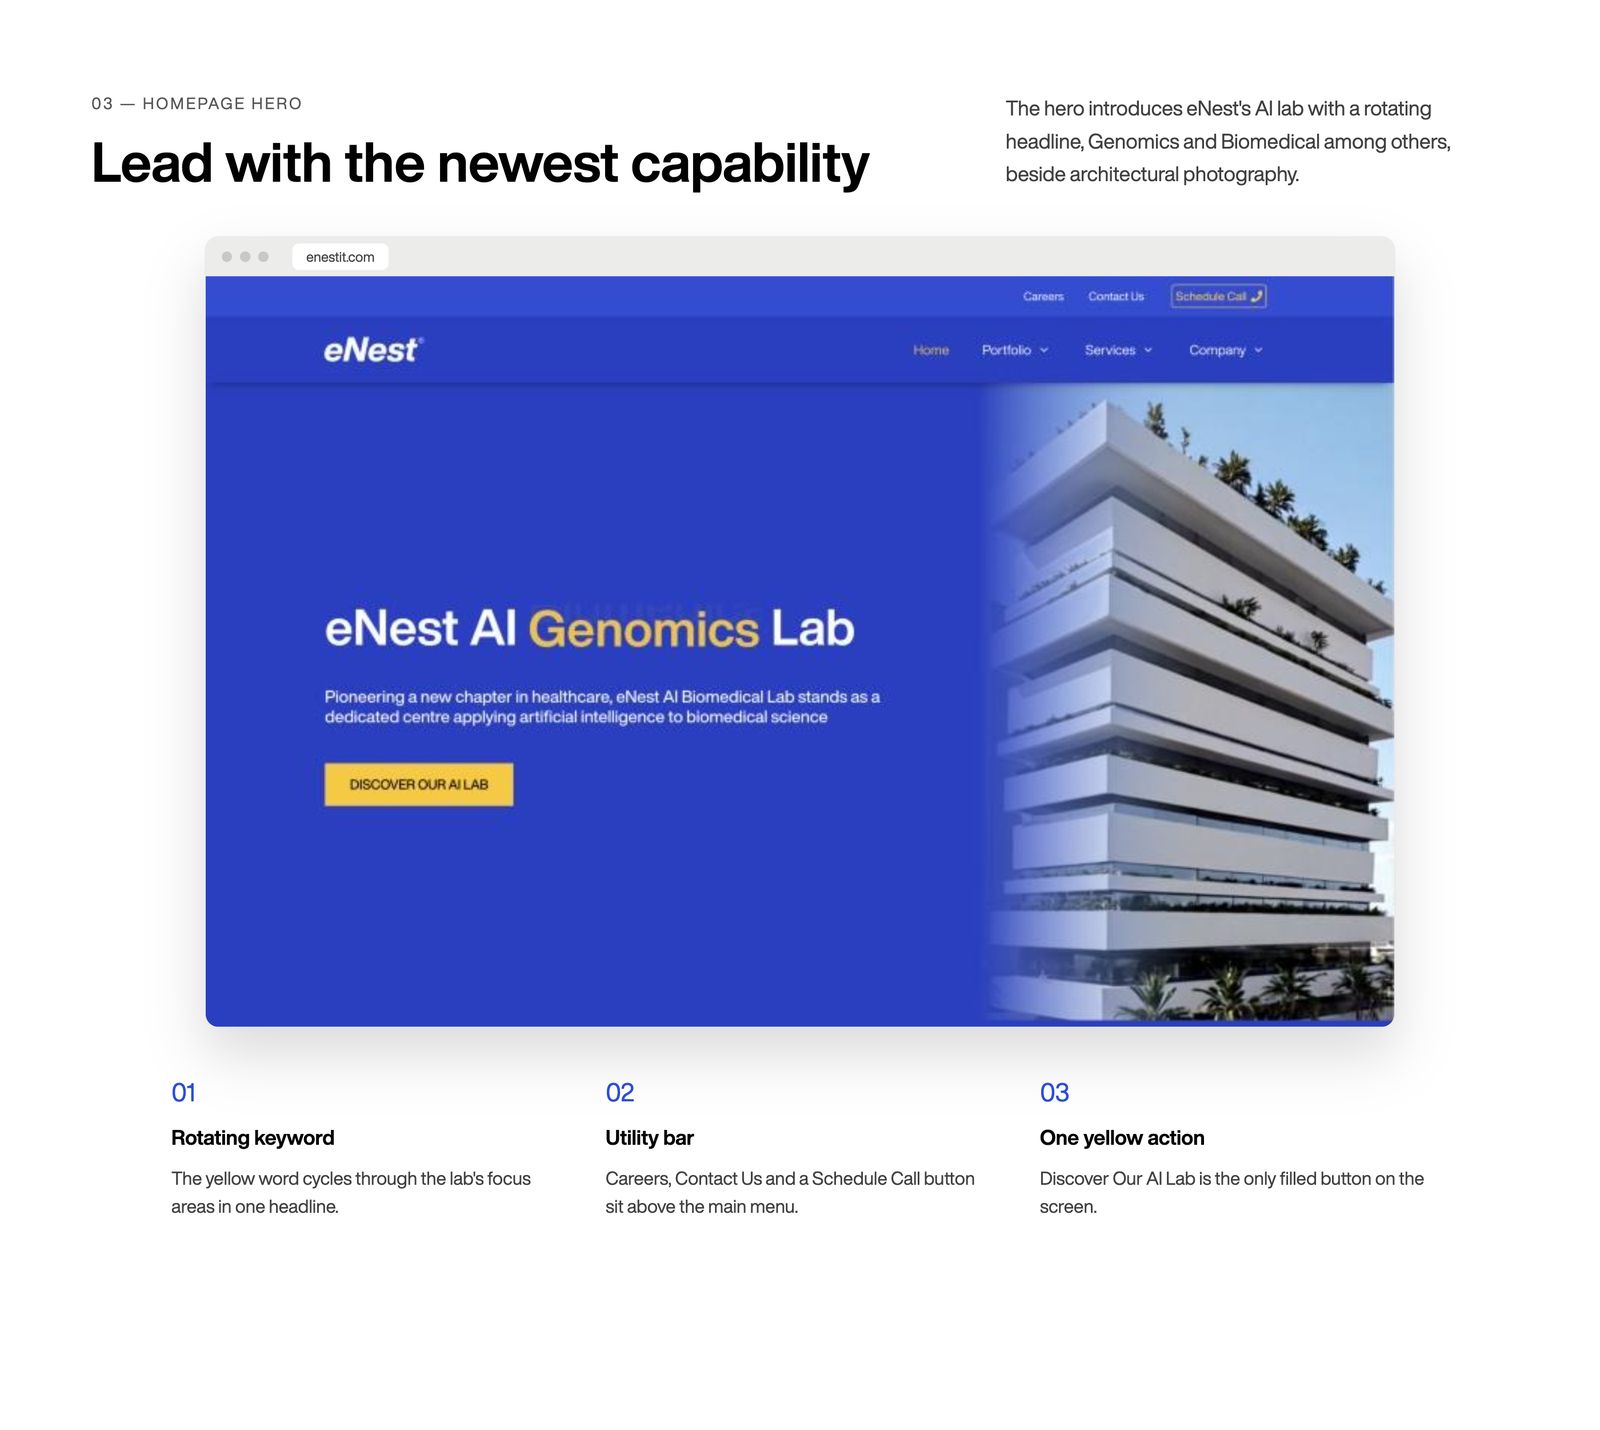 03 — HOMEPAGE HERO
Lead with the newest capability
The hero introduces eNest's AI lab with a rotating
headline, Genomics and Biomedical among others,
beside architectural photography.
enestit.com
Careers Contact Us Schedule Call
eNest®
Home Portfolio Services Company
eNest AI Genomics Lab
Pioneering a new chapter in healthcare, eNest AI Biomedical Lab stands as a
dedicated centre applying artificial intelligence to biomedical science
DISCOVER OUR AI LAB
01
Rotating keyword
The yellow word cycles through the lab's focus
areas in one headline.
02
Utility bar
Careers, Contact Us and a Schedule Call button
sit above the main menu.
03
One yellow action
Discover Our AI Lab is the only filled button on the
screen.